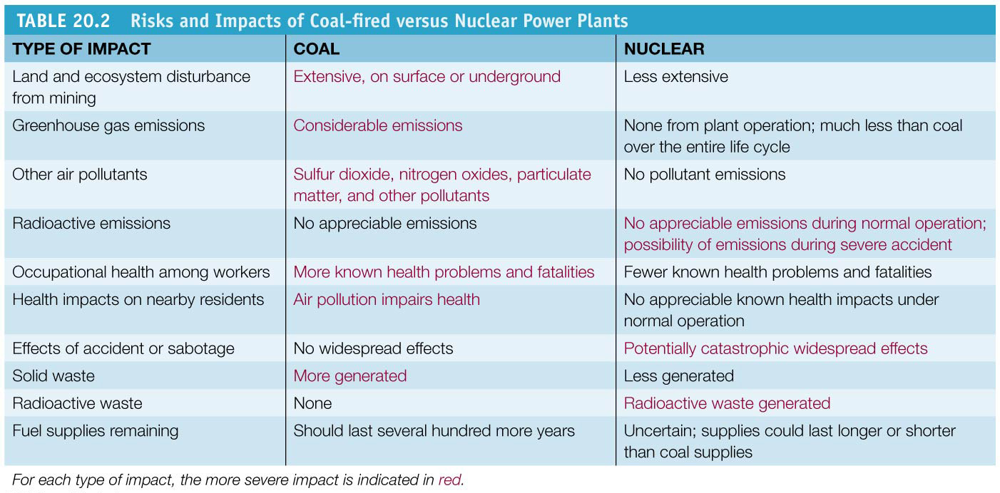 TABLE 20.2 Risks and Impacts of Coal-fired versus Nuclear Power Plants
TYPE OF IMPACT COAL NUCLEAR
Land and ecosystem disturbance Extensive, on surface or underground Less extensive
from mining
Greenhouse gas emissions Considerable emissions None from plant operation; much less than coal
over the entire life cycle
Other air pollutants Sulfur dioxide, nitrogen oxides, particulate No pollutant emissions
matter, and other pollutants
Radioactive emissions No appreciable emissions No appreciable emissions during normal operation;
possibility of emissions during severe accident
Occupational health among workers More known health problems and fatalities Fewer known health problems and fatalities
Health impacts on nearby residents Air pollution impairs health No appreciable known health impacts under
normal operation
Effects of accident or sabotage No widespread effects Potentially catastrophic widespread effects
Solid waste More generated Less generated
Radioactive waste None Radioactive waste generated
Fuel supplies remaining Should last several hundred more years Uncertain; supplies could last longer or shorter
than coal supplies
For each type of impact, the more severe impact is indicated in red.